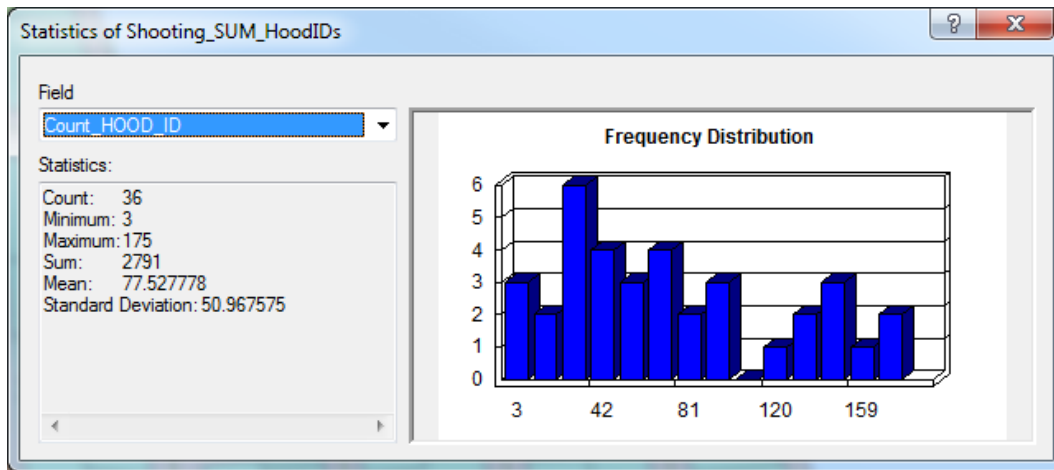 Statistics of Shooting_SUM_HoodIDs
?
Field
Count_HOOD_ID
Statistics:
Count: 36
Minimum: 3
Maximum: 175
Sum: 2791
Mean: 77.527778
Standard Deviation: 50.967575
Frequency Distribution
6
5
4
3
2
1
0
3 42 81 120 159